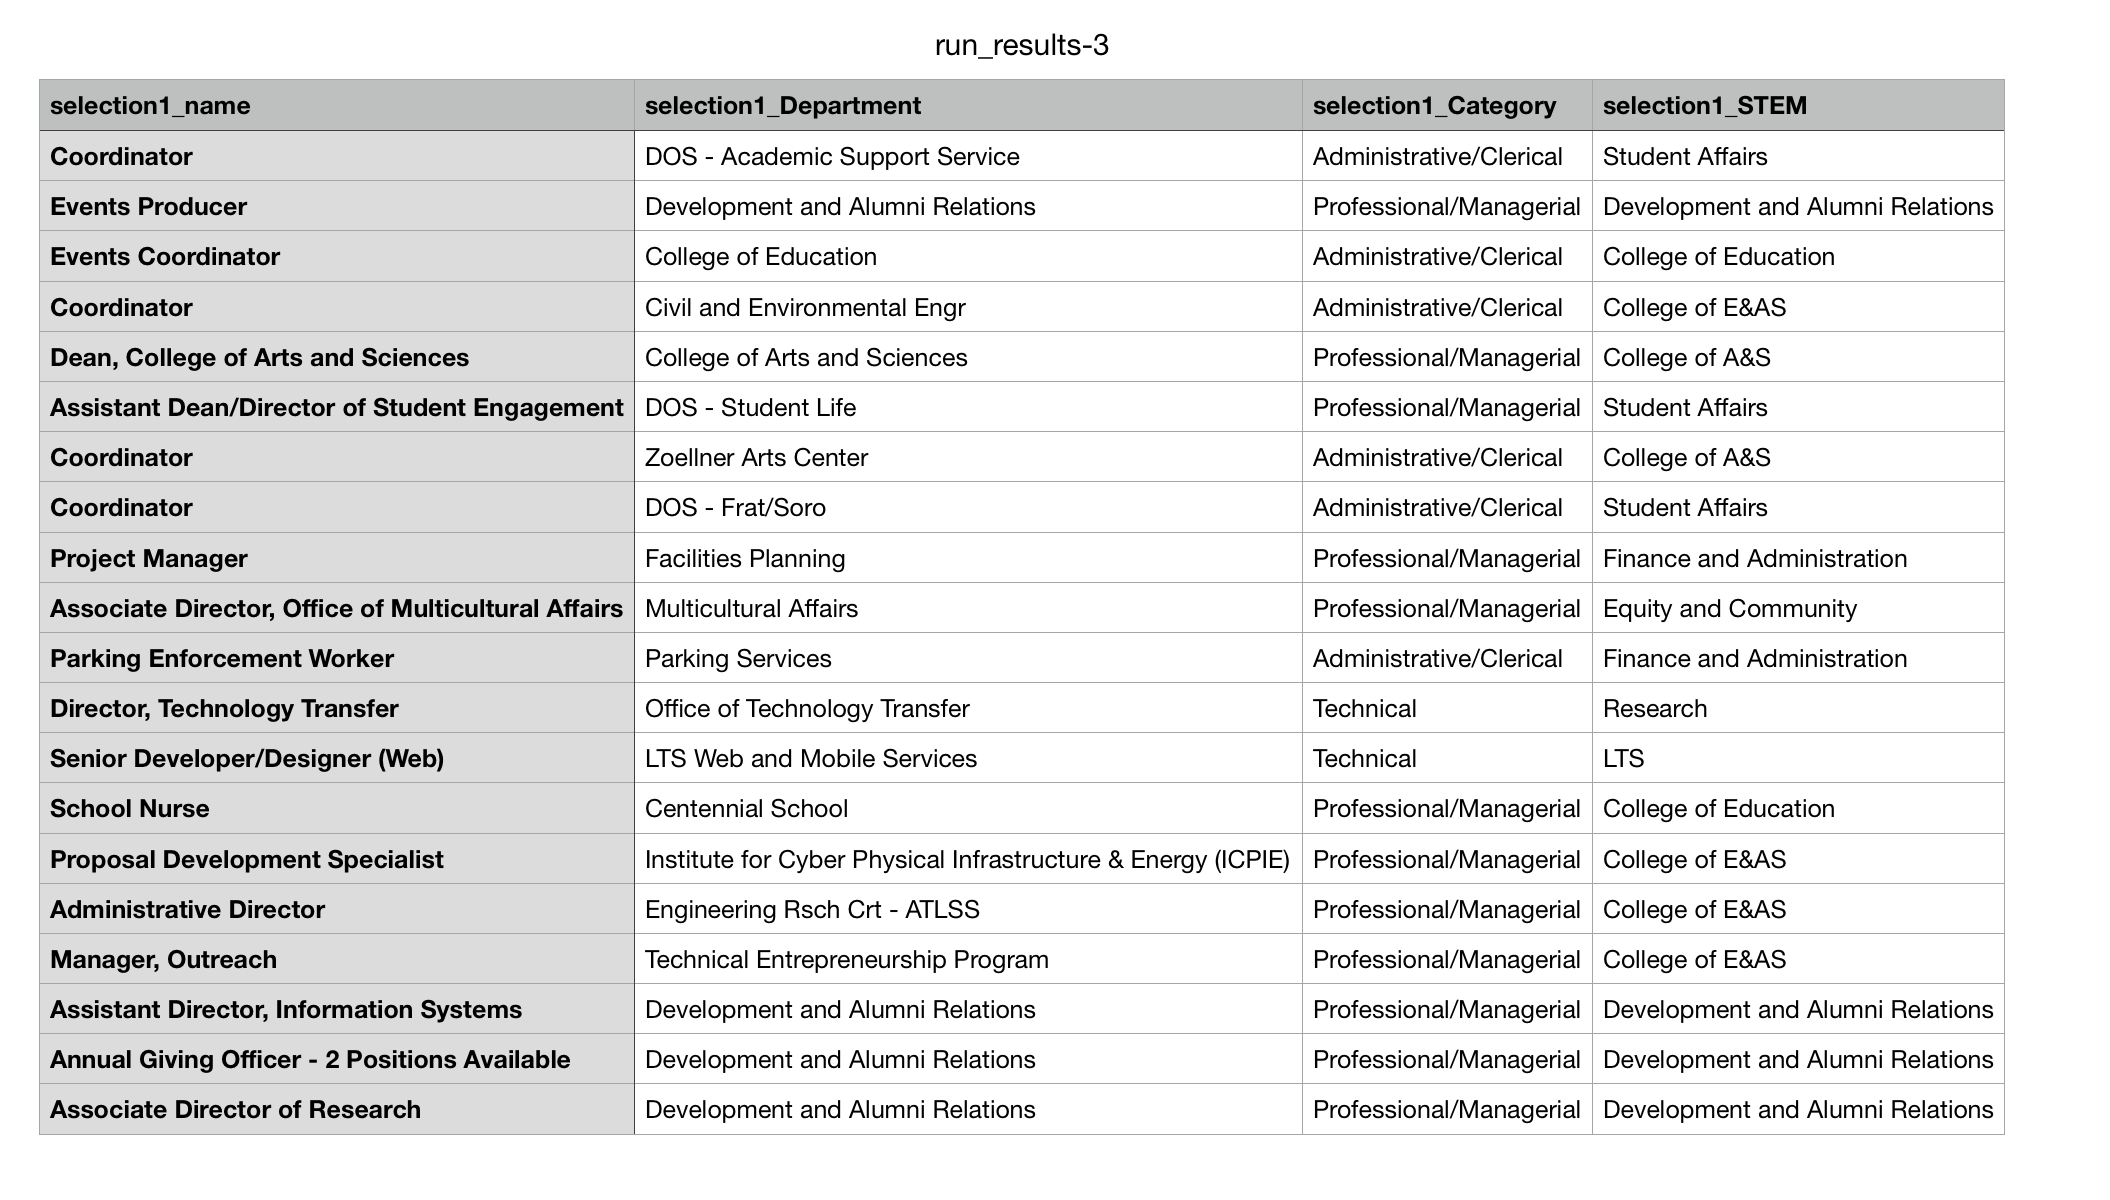 run_results-3
selection1_name selection1_Department selection1_Category selection1_STEM
Coordinator DOS - Academic Support Service Administrative/Clerical Student Affairs
Events Producer Development and Alumni Relations Professional/Managerial Development and Alumni Relations
Events Coordinator College of Education Administrative/Clerical College of Education
Coordinator Civil and Environmental Engr Administrative/Clerical College of E&AS
Dean, College of Arts and Sciences College of Arts and Sciences Professional/Managerial College of A&S
Assistant Dean/Director of Student Engagement DOS - Student Life Professional/Managerial Student Affairs
Coordinator Zoellner Arts Center Administrative/Clerical College of A&S
Coordinator DOS - Frat/Soro Administrative/Clerical Student Affairs
Project Manager Facilities Planning Professional/Managerial Finance and Administration
Associate Director, Office of Multicultural Affairs Multicultural Affairs Professional/Managerial Equity and Community
Parking Enforcement Worker Parking Services Administrative/Clerical Finance and Administration
Director, Technology Transfer Office of Technology Transfer Technical Research
Senior Developer/Designer (Web) LTS Web and Mobile Services Technical LTS
School Nurse Centennial School Professional/Managerial College of Education
Proposal Development Specialist Institute for Cyber Physical Infrastructure & Energy (ICPIE) Professional/Managerial College of E&AS
Administrative Director Engineering Rsch Crt - ATLSS Professional/Managerial College of E&AS
Manager, Outreach Technical Entrepreneurship Program Professional/Managerial College of E&AS
Assistant Director, Information Systems Development and Alumni Relations Professional/Managerial Development and Alumni Relations
Annual Giving Officer - 2 Positions Available Development and Alumni Relations Professional/Managerial Development and Alumni Relations
Associate Director of Research Development and Alumni Relations Professional/Managerial Development and Alumni Relations